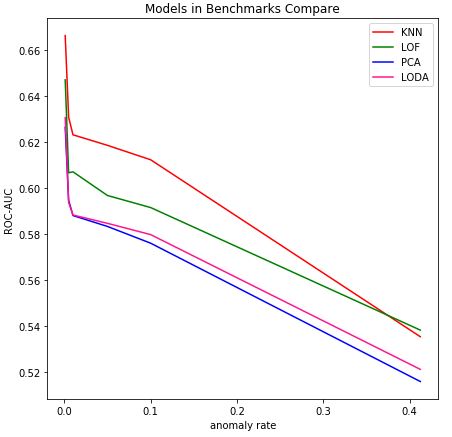 Models in Benchmarks Compare
KNN
LOF
PCA
LODA
ROC-AUC
0.66
0.64
0.62
0.60
0.58
0.56
0.54
0.52
0.0 0.1 0.2 0.3 0.4
anomaly rate